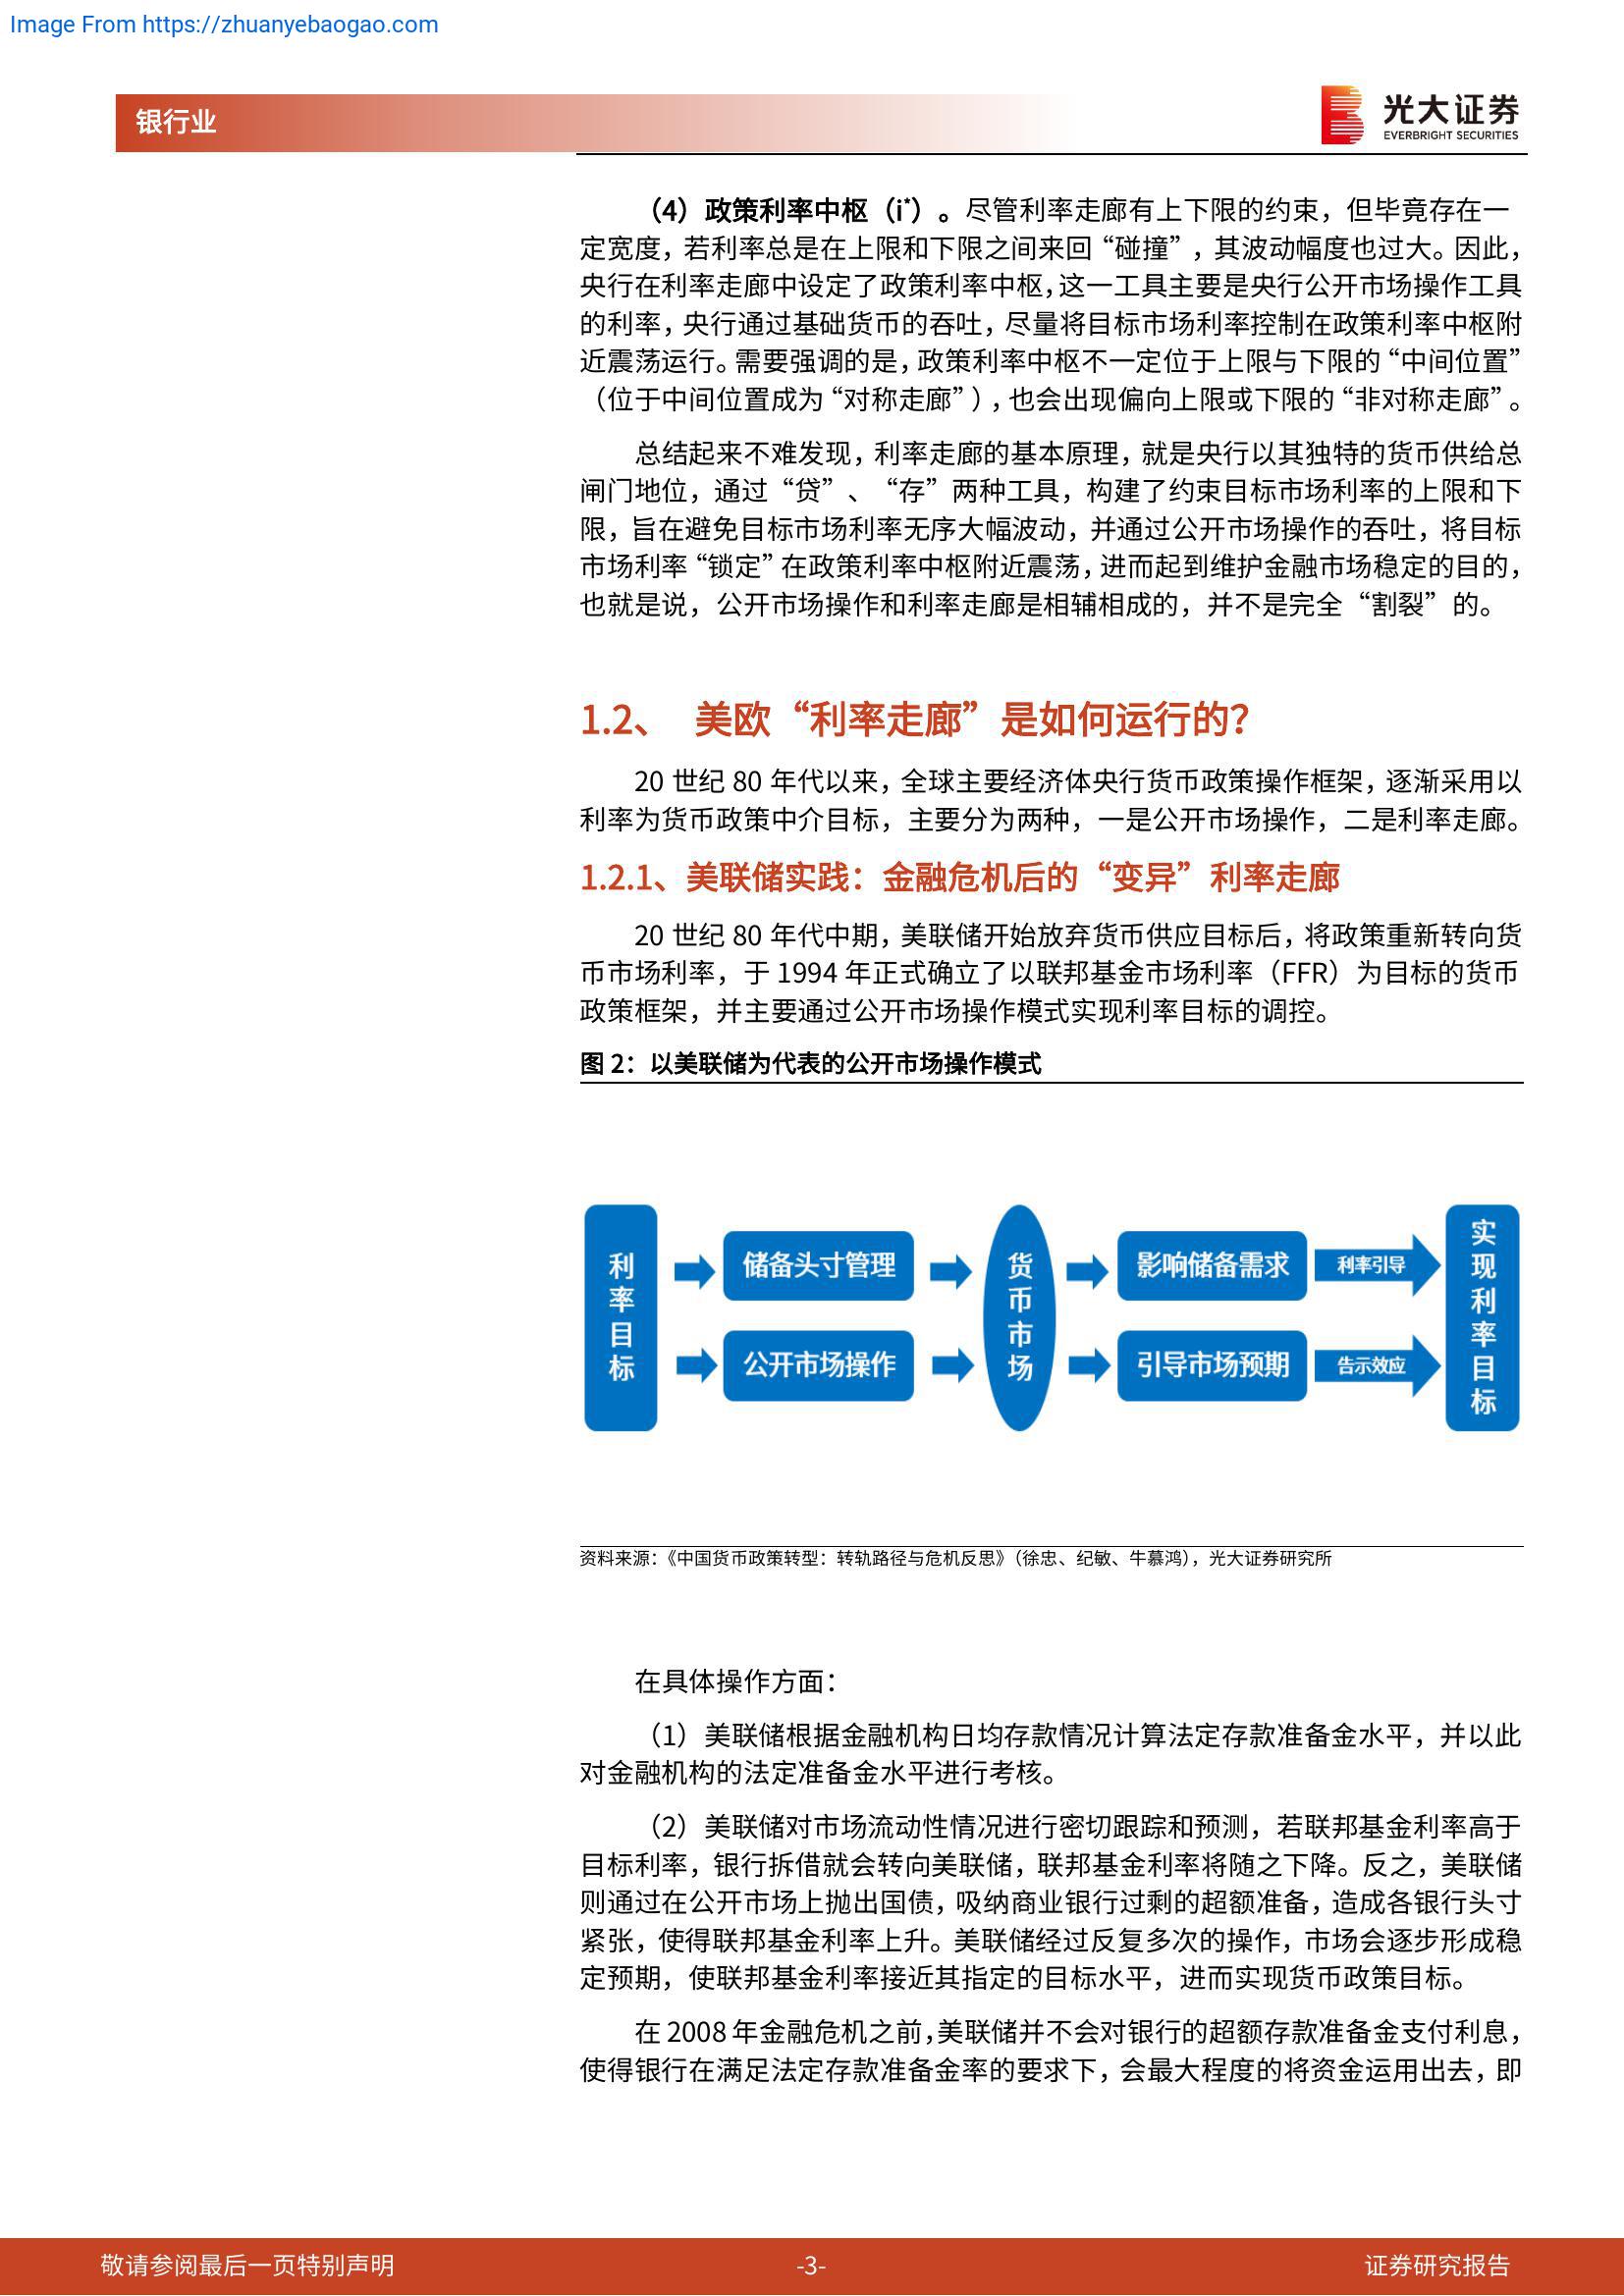 Image From https://zhuanyebaogao.com
银行业
光大证券
EVERBRIGHT SECURITIES
（4）政策利率中枢（i*）。尽管利率走廊有上下限的约束，但毕竟存在一
定宽度，若利率总是在上限和下限之间来回“碰撞”，其波动幅度也过大。因此，
央行在利率走廊中设定了政策利率中枢，这一工具主要是央行公开市场操作工具
的利率，央行通过基础货币的吞吐，尽量将目标市场利率控制在政策利率中枢附
近震荡运行。需要强调的是，政策利率中枢不一定位于上限与下限的“中间位置”
（位于中间位置成为“对称走廊”），也会出现偏向上限或下限的“非对称走廊”。
总结起来不难发现，利率走廊的基本原理，就是央行以其独特的货币供给总
闸门地位，通过“贷”、“存”两种工具，构建了约束目标市场利率的上限和下
限，旨在避免目标市场利率无序大幅波动，并通过公开市场操作的吞吐，将目标
市场利率“锁定”在政策利率中枢附近震荡，进而起到维护金融市场稳定的目的，
也就是说，公开市场操作和利率走廊是相辅相成的，并不是完全“割裂”的。
1.2、 美欧“利率走廊”是如何运行的？
20 世纪 80 年代以来，全球主要经济体央行货币政策操作框架，逐渐采用以
利率为货币政策中介目标，主要分为两种，一是公开市场操作，二是利率走廊。
1.2.1、美联储实践：金融危机后的“变异”利率走廊
20 世纪 80 年代中期，美联储开始放弃货币供应目标后，将政策重新转向货
币市场利率，于 1994 年正式确立了以联邦基金市场利率（FFR）为目标的货币
政策框架，并主要通过公开市场操作模式实现利率目标的调控。
图 2：以美联储为代表的公开市场操作模式
利率目标
储备头寸管理
公开市场操作
货币市场
影响储备需求
引导市场预期
利率引导
告示效应
实现利率目标
资料来源：《中国货币政策转型：转轨路径与危机反思》（徐忠、纪敏、牛慕鸿），光大证券研究所
在具体操作方面：
（1）美联储根据金融机构日均存款情况计算法定存款准备金水平，并以此
对金融机构的法定准备金水平进行考核。
（2）美联储对市场流动性情况进行密切跟踪和预测，若联邦基金利率高于
目标利率，银行拆借就会转向美联储，联邦基金利率将随之下降。反之，美联储
则通过在公开市场上抛出国债，吸纳商业银行过剩的超额准备，造成各银行头寸
紧张，使得联邦基金利率上升。美联储经过反复多次的操作，市场会逐步形成稳
定预期，使联邦基金利率接近其指定的目标水平，进而实现货币政策目标。
在 2008 年金融危机之前，美联储并不会对银行的超额存款准备金支付利息，
使得银行在满足法定存款准备金率的要求下，会最大程度的将资金运用出去，即
敬请参阅最后一页特别声明
-3-
证券研究报告